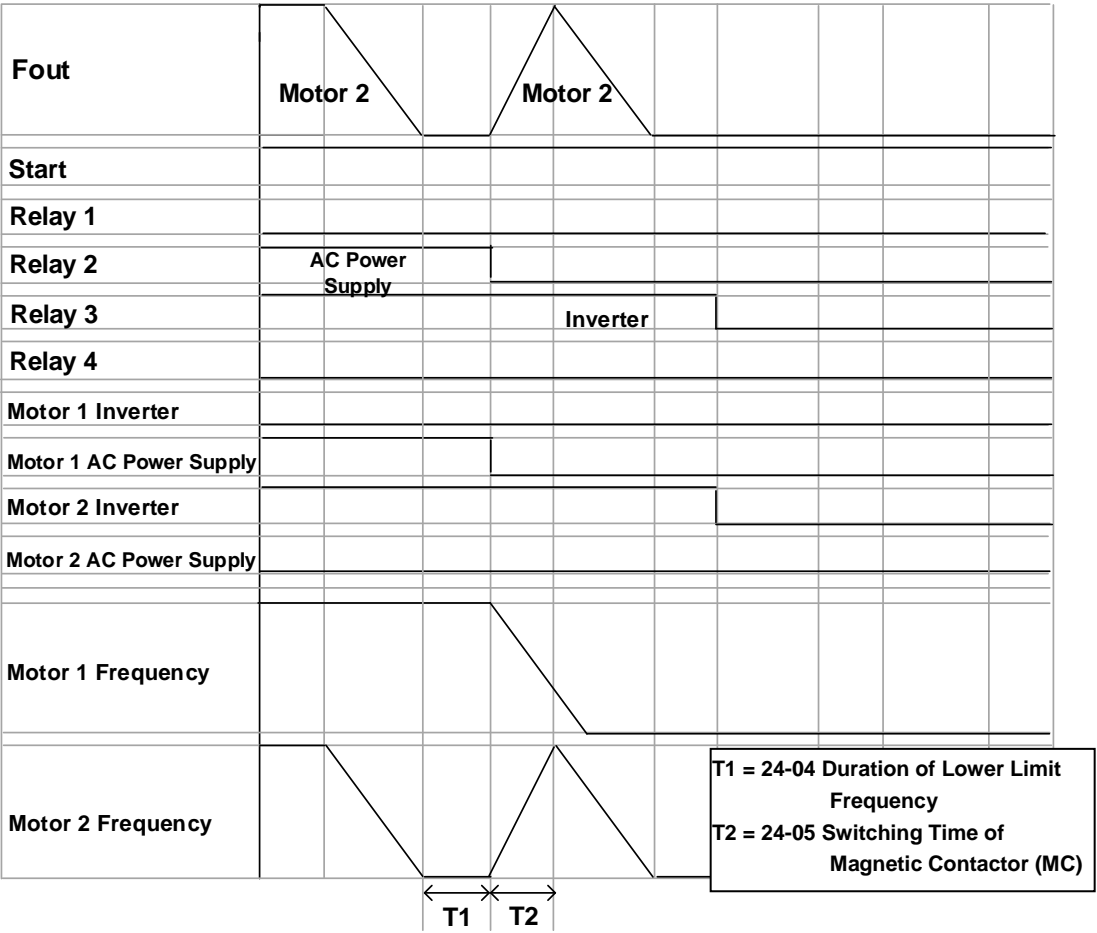 Fout
Motor 2
Motor 2
Start
Relay 1
Relay 2
AC Power
Supply
Relay 3
Inverter
Relay 4
Motor 1 Inverter
Motor 1 AC Power Supply
Motor 2 Inverter
Motor 2 AC Power Supply
Motor 1 Frequency
Motor 2 Frequency
T1 = 24-04 Duration of Lower Limit
Frequency
T2 = 24-05 Switching Time of
Magnetic Contactor (MC)
T1
T2